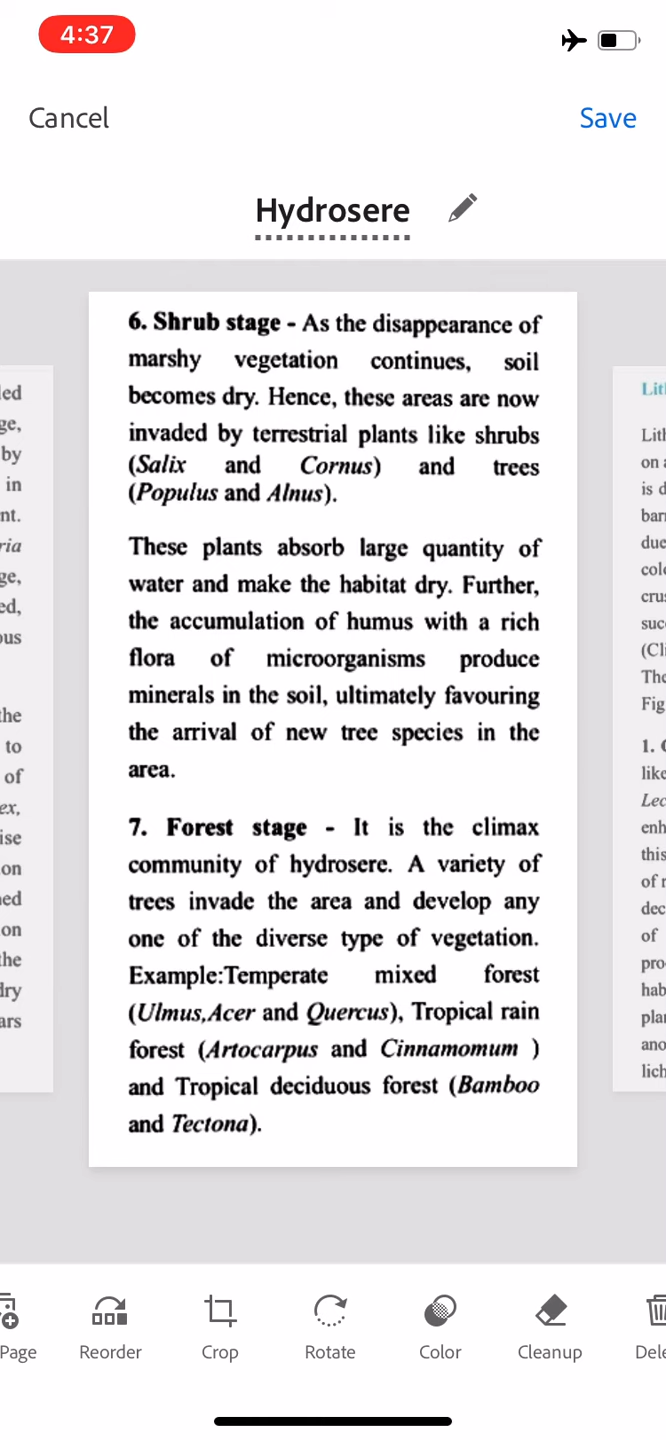 4:37
Cancel
Save
Hydrosere
6. Shrub stage - As the disappearance of
marshy vegetation continues, soil
becomes dry. Hence, these areas are now
invaded by terrestrial plants like shrubs
(Salix and Cornus) and trees
(Populus and Alnus).
These plants absorb large quantity of
water and make the habitat dry. Further,
the accumulation of humus with a rich
flora of microorganisms produce
minerals in the soil, ultimately favouring
the arrival of new tree species in the
area.
7. Forest stage - It is the climax
community of hydrosere. A variety of
trees invade the area and develop any
one of the diverse type of vegetation.
Example:Temperate mixed forest
(Ulmus,Acer and Quercus), Tropical rain
forest (Artocarpus and Cinnamomum )
and Tropical deciduous forest (Bamboo
and Tectona).
Page
Reorder
Crop
Rotate
Color
Cleanup